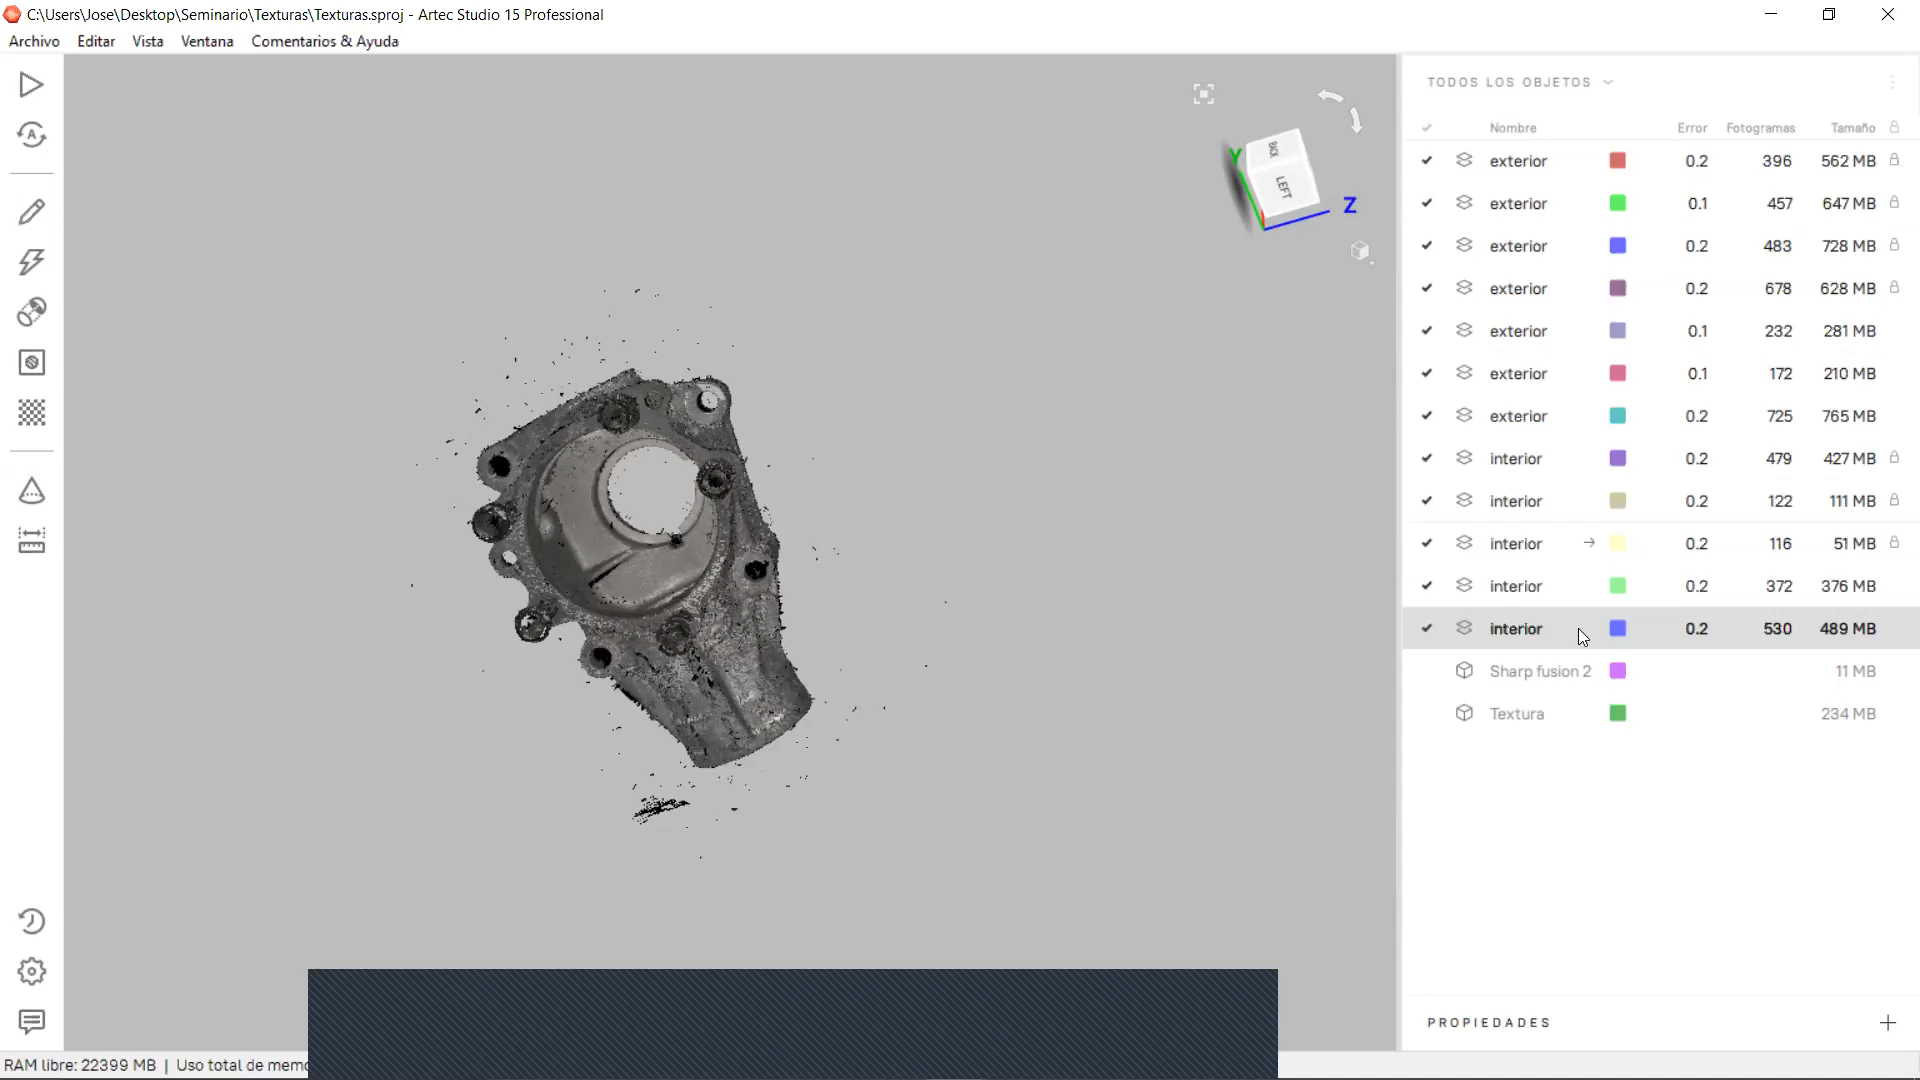 C:\Users\Jose\Desktop\Seminario\Texturas\Texturas.sproj - Artec Studio 15 Professional
Archivo Editar Vista Ventana Comentarios & Ayuda
TODOS LOS OBJETOS
Nombre Error Fotogramas Tamaño
exterior 0.2 396 562 MB
exterior 0.1 457 647 MB
exterior 0.2 483 728 MB
exterior 0.2 678 628 MB
exterior 0.1 232 281 MB
exterior 0.1 172 210 MB
exterior 0.2 725 765 MB
interior 0.2 479 427 MB
interior 0.2 122 111 MB
interior 0.2 116 51 MB
interior 0.2 372 376 MB
interior 0.2 530 489 MB
Sharp fusion 2 11 MB
Textura 234 MB
BACK
LEFT
Y
Z
A
PROPIEDADES
RAM libre: 22399 MB | Uso total de